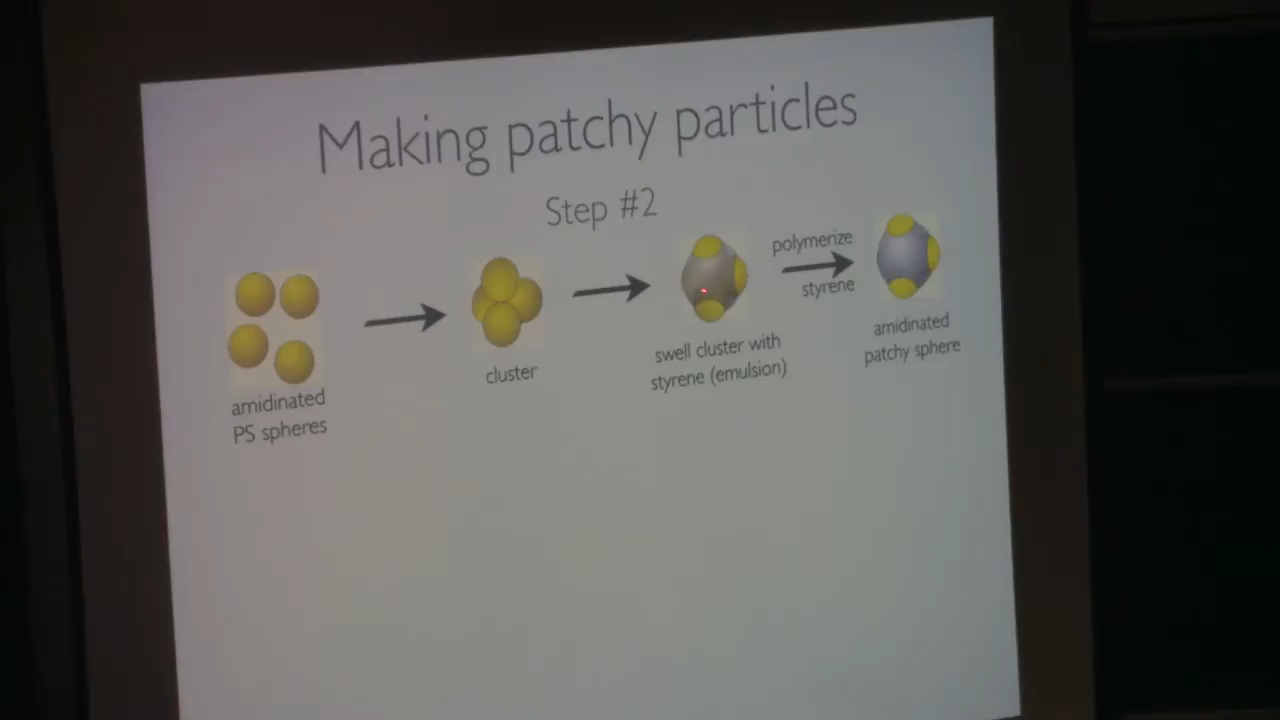 Making patchy particles
Step #2
polymerize
styrene
amidinated
PS spheres
cluster
swell cluster with
styrene (emulsion)
amidinated
patchy sphere